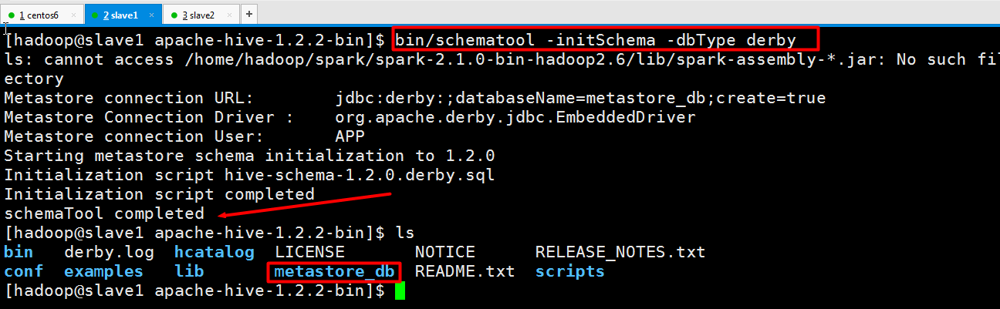 1 centos6 × 2 slave1 × 3 slave2 × +
[hadoop@slave1 apache-hive-1.2.2-bin]$ bin/schematool -initSchema -dbType derby
ls: cannot access /home/hadoop/spark/spark-2.1.0-bin-hadoop2.6/lib/spark-assembly-*.jar: No such fil
ectory
Metastore connection URL: jdbc:derby:;databaseName=metastore_db;create=true
Metastore Connection Driver : org.apache.derby.jdbc.EmbeddedDriver
Metastore connection User: APP
Starting metastore schema initialization to 1.2.0
Initialization script hive-schema-1.2.0.derby.sql
Initialization script completed
schemaTool completed
[hadoop@slave1 apache-hive-1.2.2-bin]$ ls
bin derby.log hcatalog LICENSE NOTICE RELEASE_NOTES.txt
conf examples lib metastore_db README.txt scripts
[hadoop@slave1 apache-hive-1.2.2-bin]$